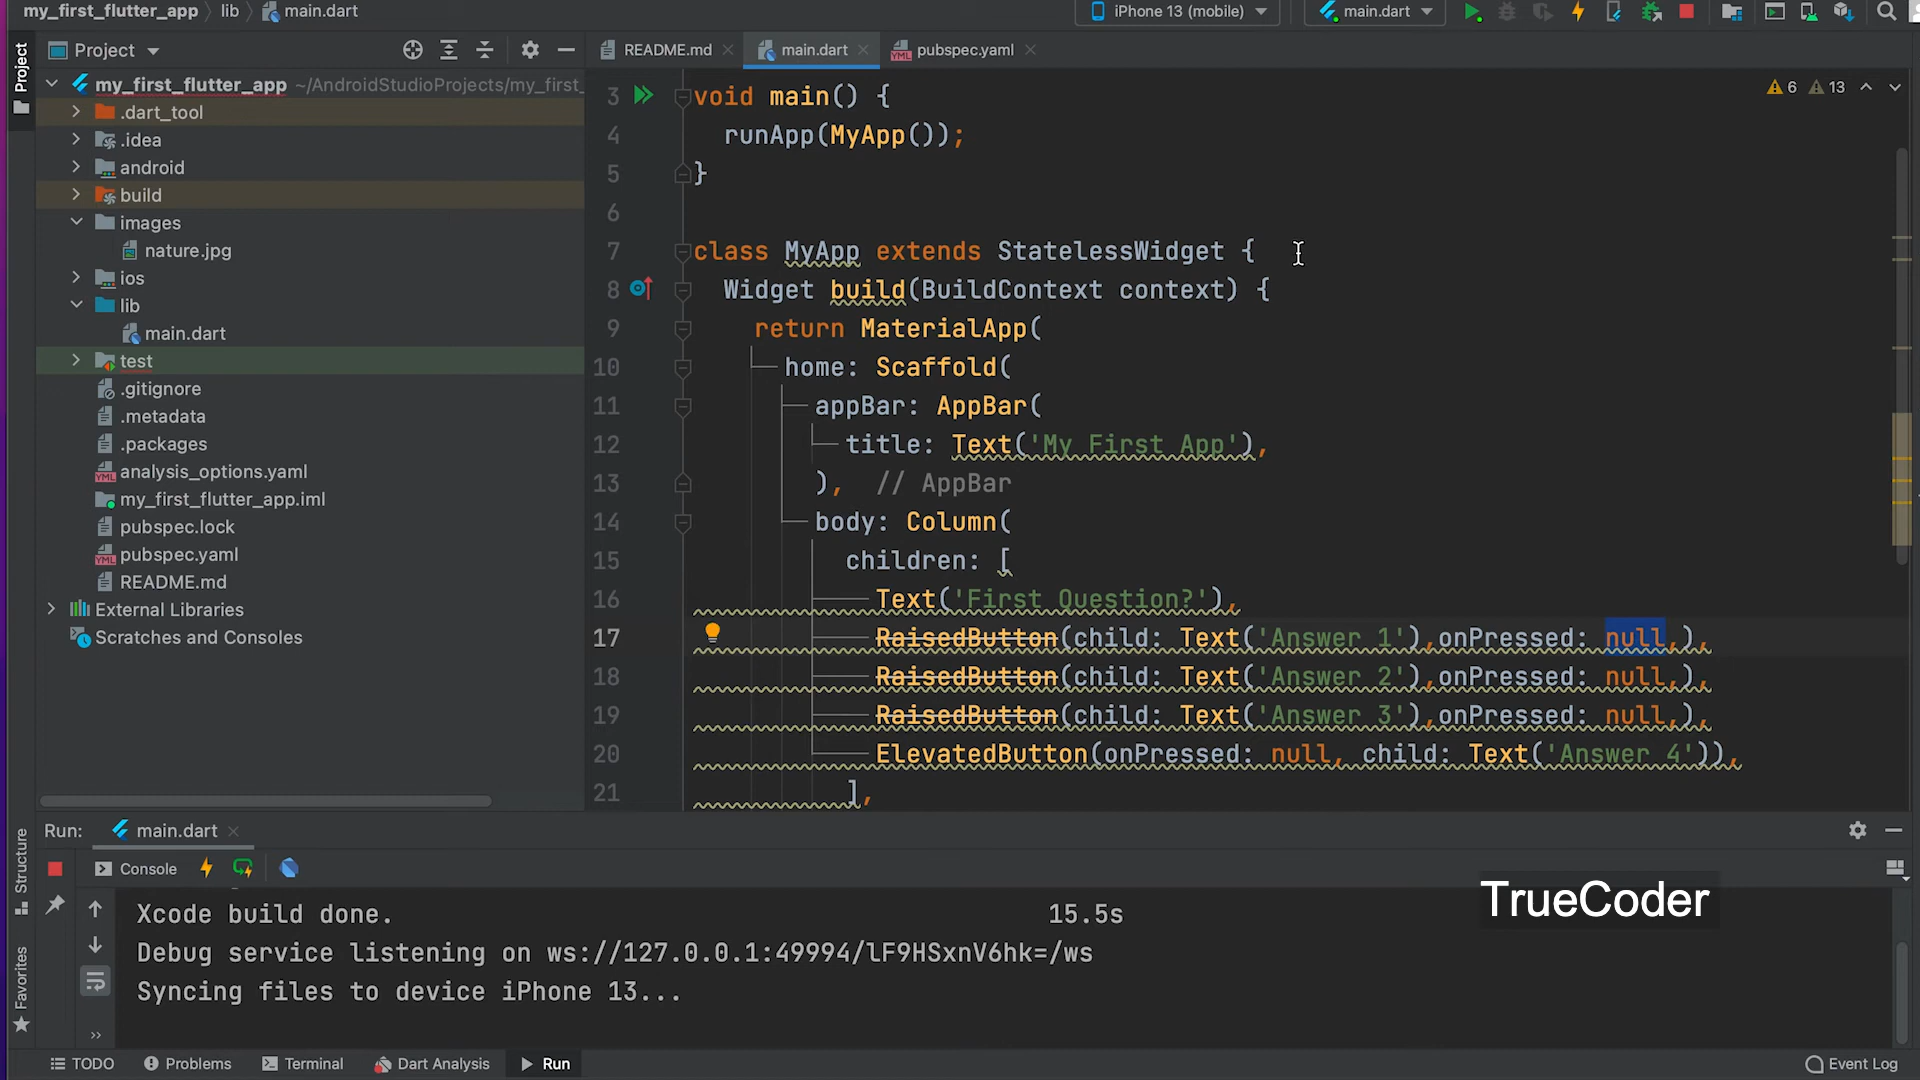 my_first_flutter_app
lib
main.dart
iPhone 13 (mobile)
main.dart
Project
Project
my_first_flutter_app ~/AndroidStudioProjects/my_first_
.dart_tool
.idea
android
build
images
nature.jpg
ios
lib
main.dart
test
.gitignore
.metadata
.packages
analysis_options.yaml
my_first_flutter_app.iml
pubspec.lock
pubspec.yaml
README.md
External Libraries
Scratches and Consoles
README.md
main.dart
pubspec.yaml
6 13
3 void main() {
4 runApp(MyApp());
5 }
6
7 class MyApp extends StatelessWidget {
8 Widget build(BuildContext context) {
9 return MaterialApp(
10 home: Scaffold(
11 appBar: AppBar(
12 title: Text('My First App'),
13 ), // AppBar
14 body: Column(
15 children: [
16 Text('First Question?'),
17 RaisedButton(child: Text('Answer 1'),onPressed: null,),
18 RaisedButton(child: Text('Answer 2'),onPressed: null,),
19 RaisedButton(child: Text('Answer 3'),onPressed: null,),
20 ElevatedButton(onPressed: null, child: Text('Answer 4')),
21 ],
Run: main.dart
Structure
Favorites
Console
Xcode build done. 15.5s
Debug service listening on ws://127.0.0.1:49994/lF9HSxnV6hk=/ws
Syncing files to device iPhone 13...
TrueCoder
TODO
Problems
Terminal
Dart Analysis
Run
Event Log